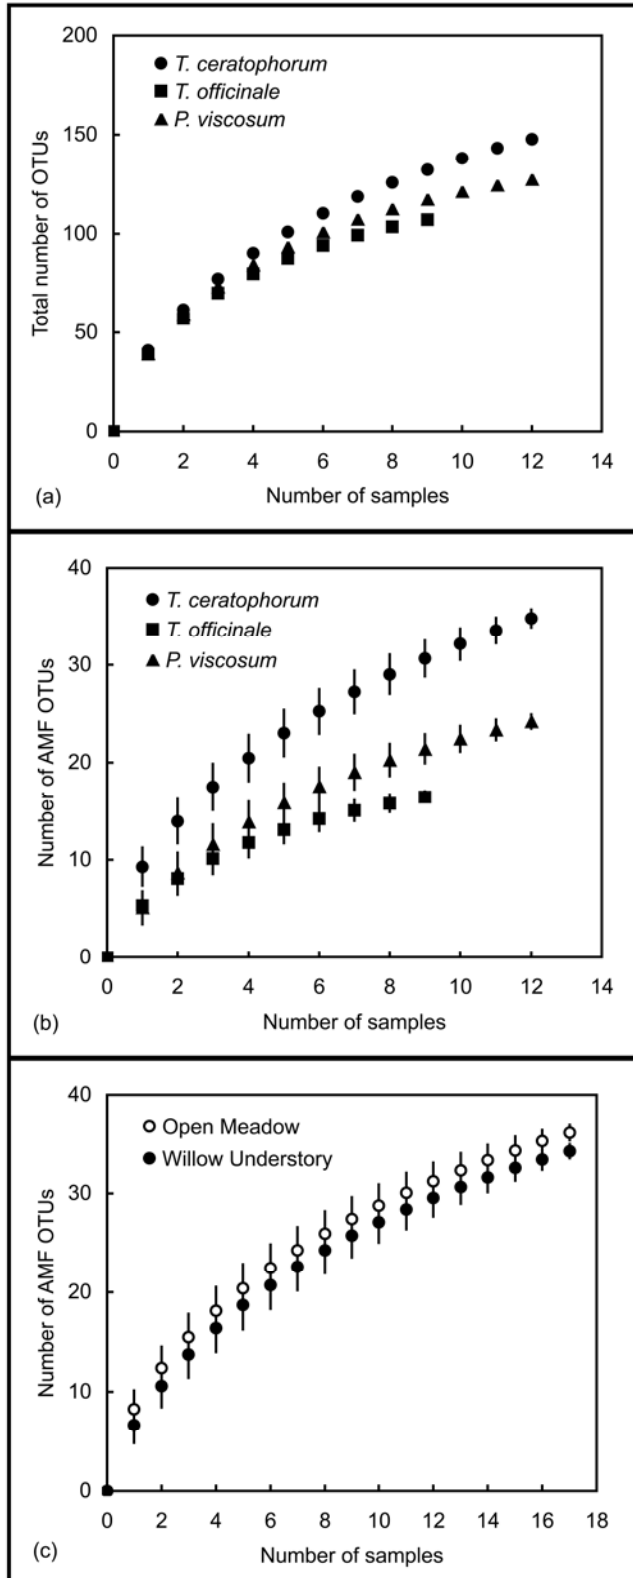 200
150
100
50
0
Total number of OTUs
T. ceratophorum
T. officinale
P. viscosum
0 2 4 6 8 10 12 14
(a)
Number of samples
40
30
20
10
0
Number of AMF OTUs
T. ceratophorum
T. officinale
P. viscosum
0 2 4 6 8 10 12 14
(b)
Number of samples
40
30
20
10
0
Number of AMF OTUs
Open Meadow
Willow Understory
0 2 4 6 8 10 12 14 16 18
(c)
Number of samples